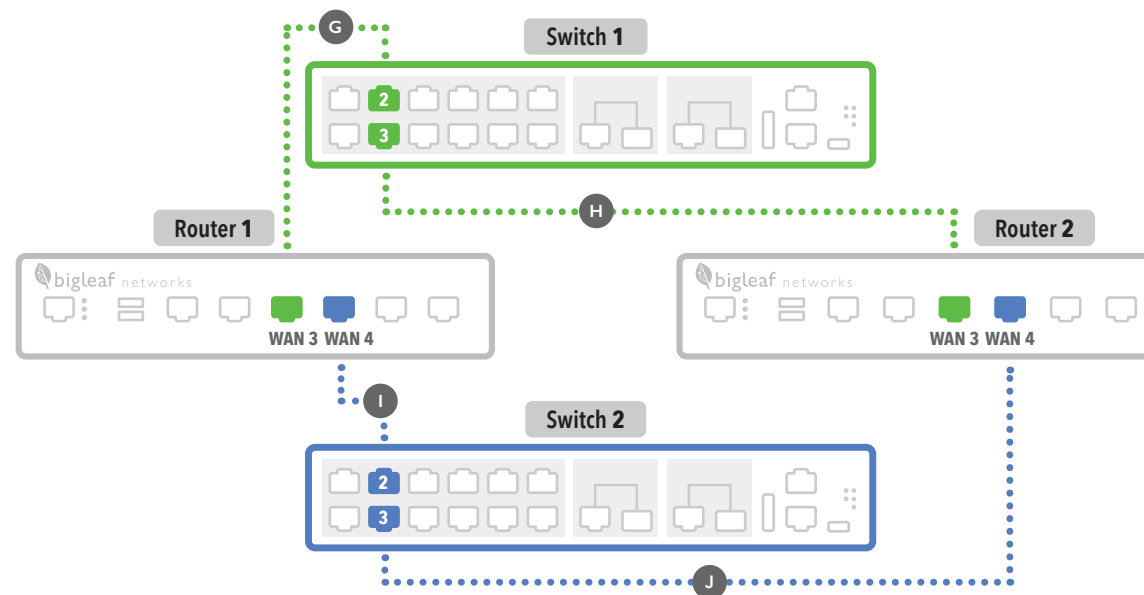 G
Switch 1
2
3
H
Router 1
Router 2
bigleaf networks
bigleaf networks
WAN 3 WAN 4
WAN 3 WAN 4
I
Switch 2
2
3
J